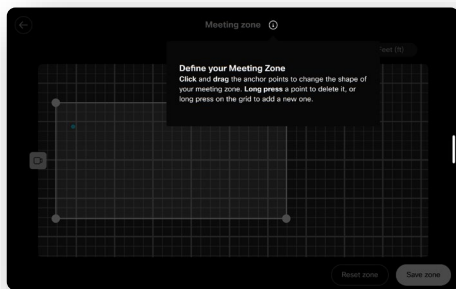 Meeting zone
Feet (ft)
Define your Meeting Zone
Click and drag the anchor points to change the shape of
your meeting zone. Long press a point to delete it, or
long press on the grid to add a new one.
Reset zone
Save zone